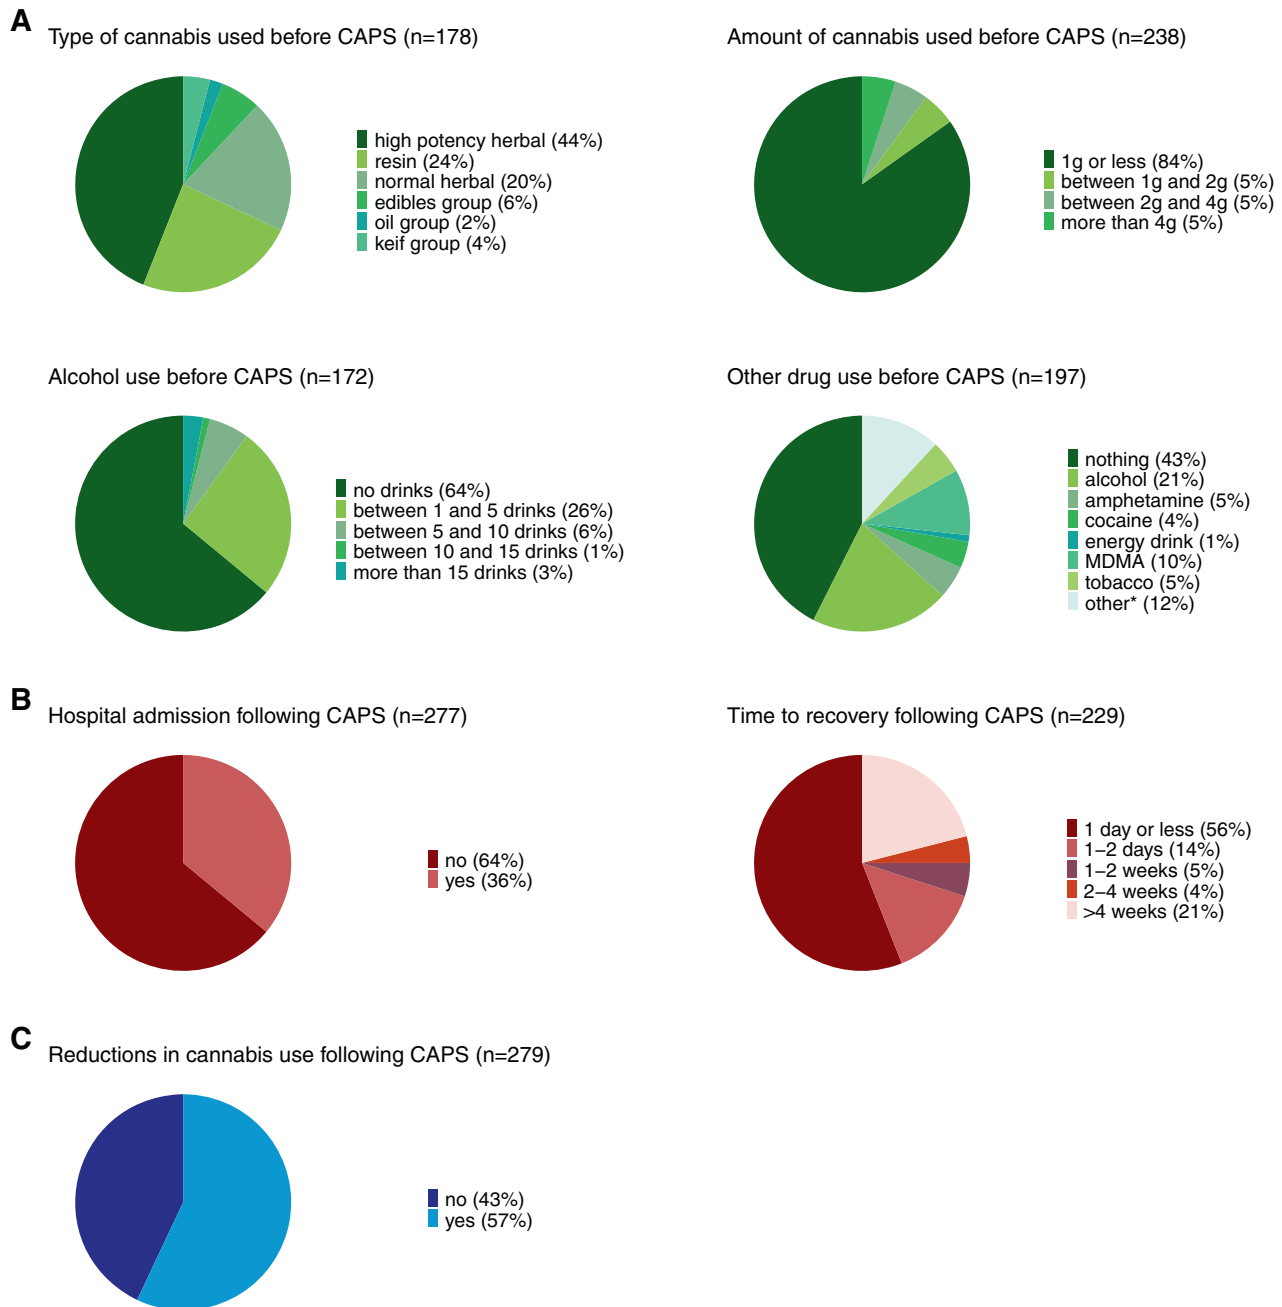 A
Type of cannabis used before CAPS (n=178)
high potency herbal (44%)
resin (24%)
normal herbal (20%)
edibles group (6%)
oil group (2%)
keif group (4%)
Amount of cannabis used before CAPS (n=238)
1g or less (84%)
between 1g and 2g (5%)
between 2g and 4g (5%)
more than 4g (5%)
Alcohol use before CAPS (n=172)
no drinks (64%)
between 1 and 5 drinks (26%)
between 5 and 10 drinks (6%)
between 10 and 15 drinks (1%)
more than 15 drinks (3%)
Other drug use before CAPS (n=197)
nothing (43%)
alcohol (21%)
amphetamine (5%)
cocaine (4%)
energy drink (1%)
MDMA (10%)
tobacco (5%)
other* (12%)
B
Hospital admission following CAPS (n=277)
no (64%)
yes (36%)
Time to recovery following CAPS (n=229)
1 day or less (56%)
1–2 days (14%)
1–2 weeks (5%)
2–4 weeks (4%)
>4 weeks (21%)
C
Reductions in cannabis use following CAPS (n=279)
no (43%)
yes (57%)